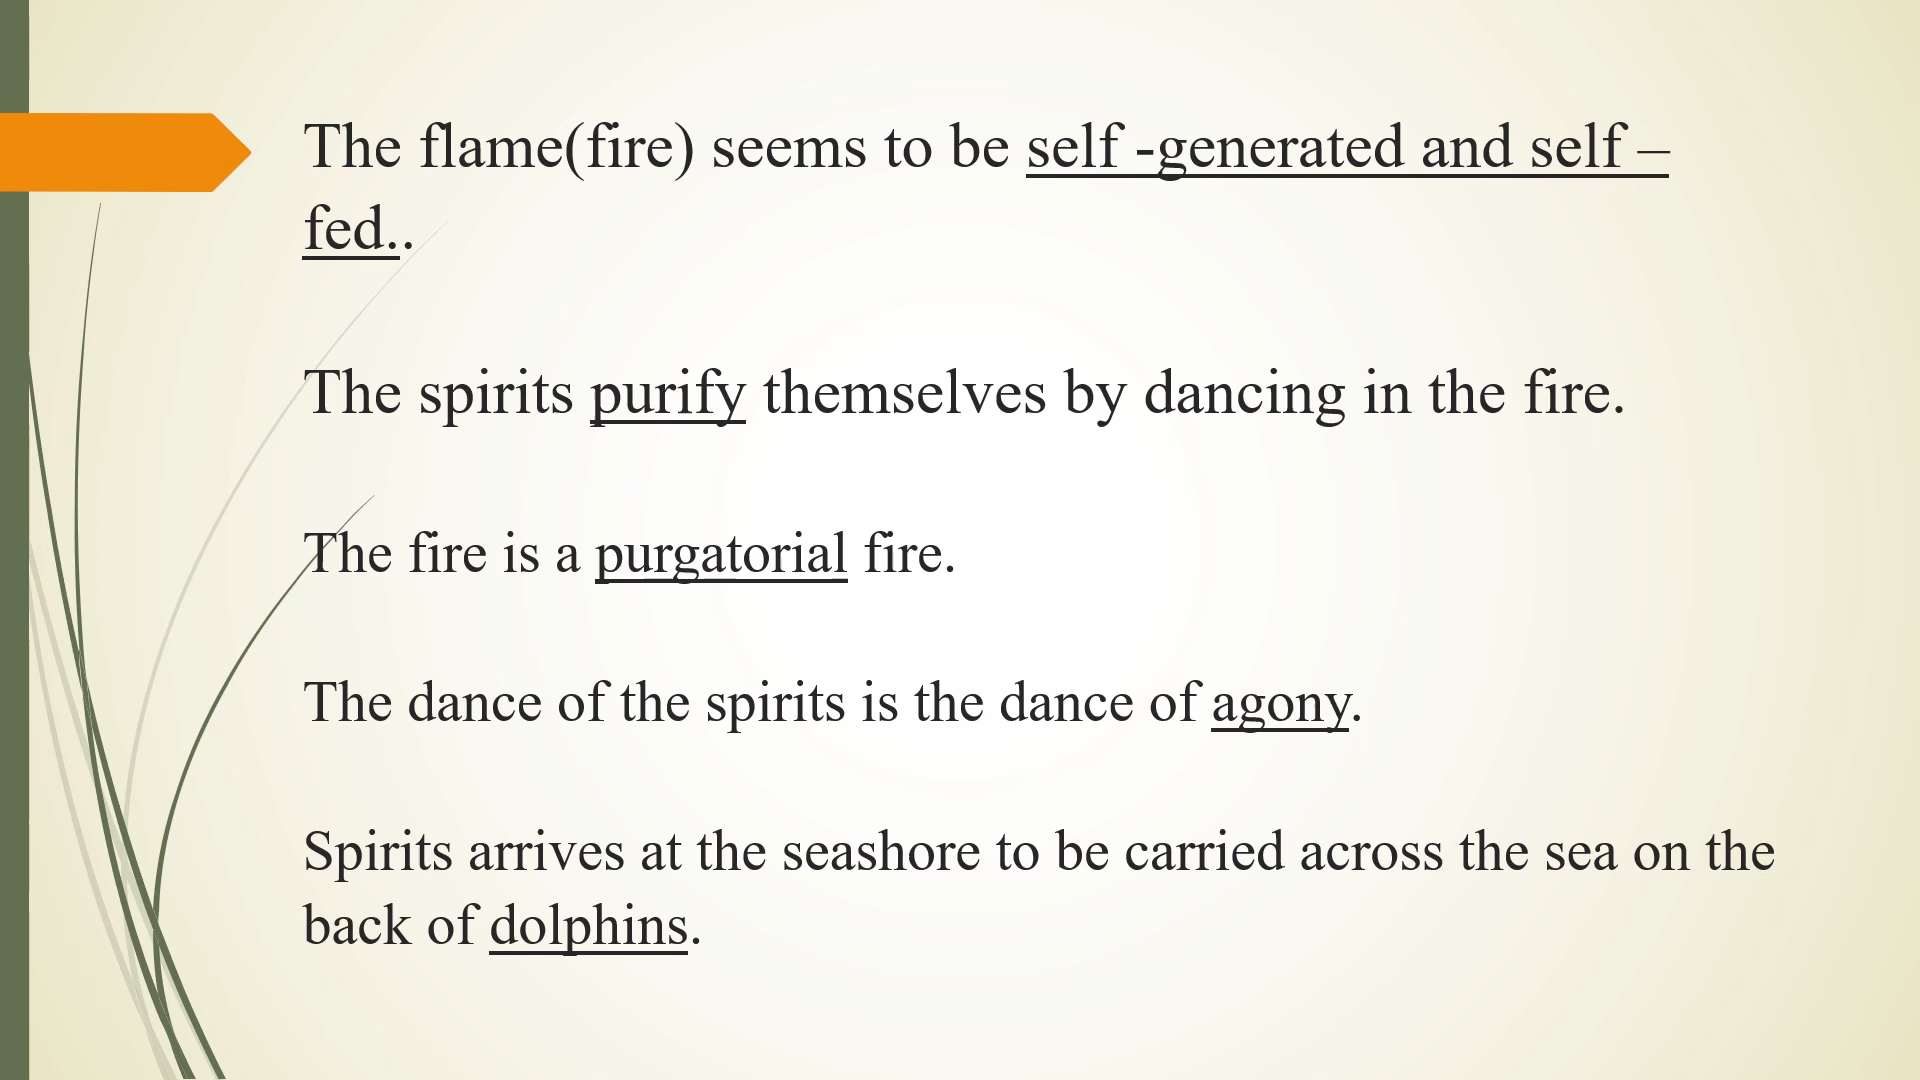 The flame(fire) seems to be self -generated and self –
fed..
The spirits purify themselves by dancing in the fire.
The fire is a purgatorial fire.
The dance of the spirits is the dance of agony.
Spirits arrives at the seashore to be carried across the sea on the
back of dolphins.